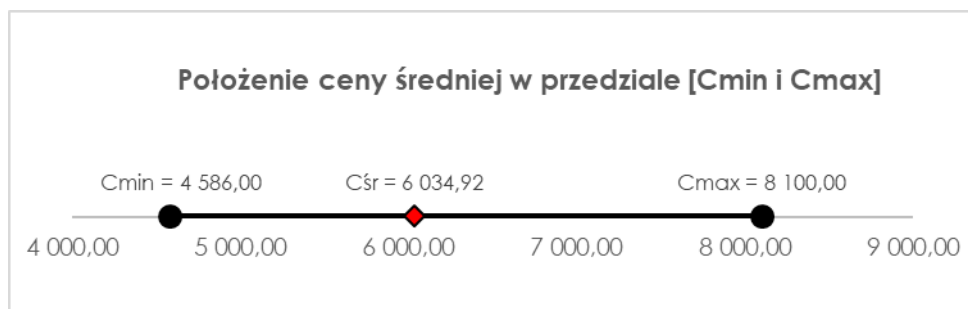 Położenie ceny średniej w przedziale [Cmin i Cmax]
Cmin = 4 586,00 Cśr = 6 034,92 Cmax = 8 100,00
4 000,00 5 000,00 6 000,00 7 000,00 8 000,00 9 000,00